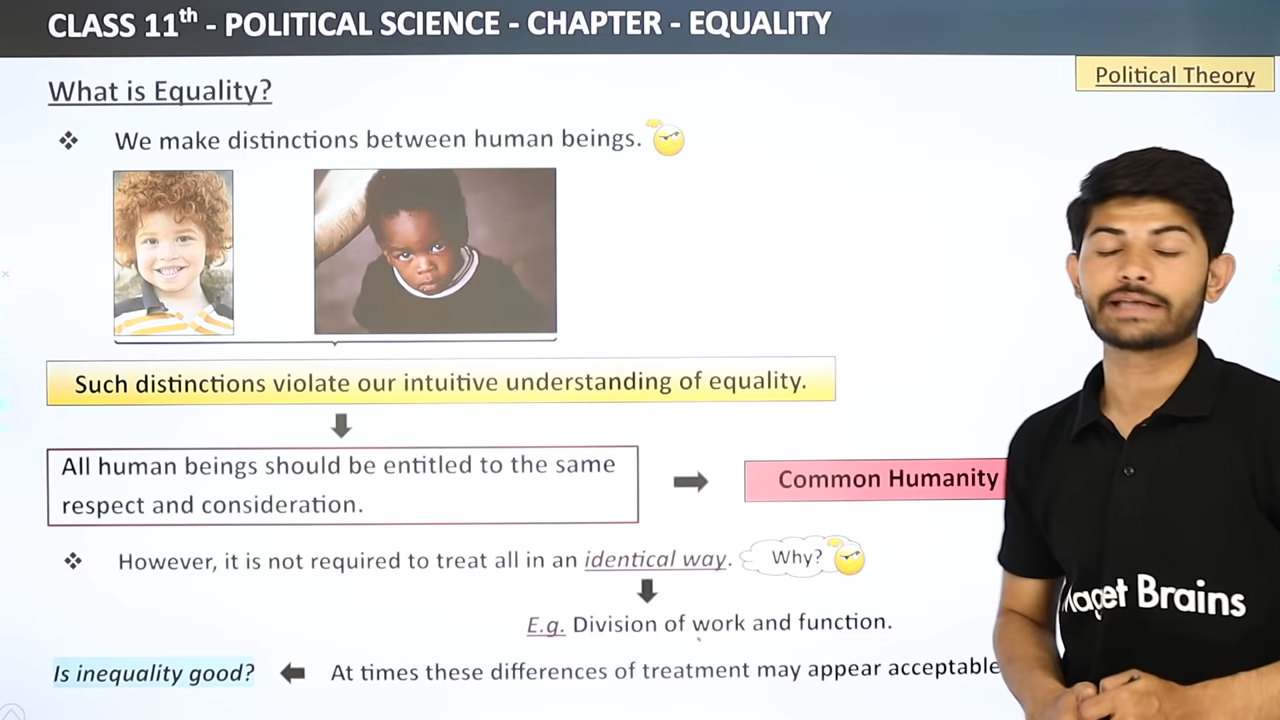 CLASS 11th - POLITICAL SCIENCE - CHAPTER - EQUALITY
Political Theory
What is Equality?
❖ We make distinctions between human beings.
Such distinctions violate our intuitive understanding of equality.
All human beings should be entitled to the same
respect and consideration.
Common Humanity
❖ However, it is not required to treat all in an identical way. Why?
E.g. Division of work and function.
Is inequality good? At times these differences of treatment may appear acceptable
Brains